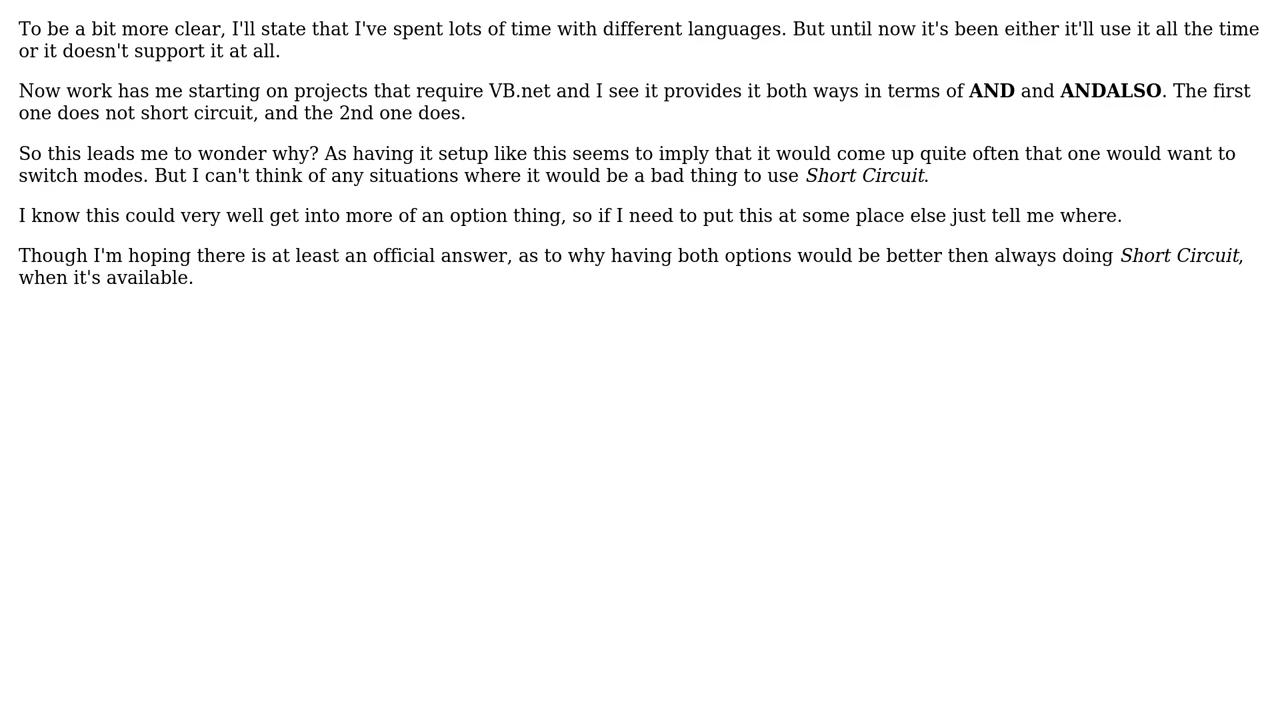 To be a bit more clear, I'll state that I've spent lots of time with different languages. But until now it's been either it'll use it all the time
or it doesn't support it at all.
Now work has me starting on projects that require VB.net and I see it provides it both ways in terms of AND and ANDALSO. The first
one does not short circuit, and the 2nd one does.
So this leads me to wonder why? As having it setup like this seems to imply that it would come up quite often that one would want to
switch modes. But I can't think of any situations where it would be a bad thing to use Short Circuit.
I know this could very well get into more of an option thing, so if I need to put this at some place else just tell me where.
Though I'm hoping there is at least an official answer, as to why having both options would be better then always doing Short Circuit,
when it's available.